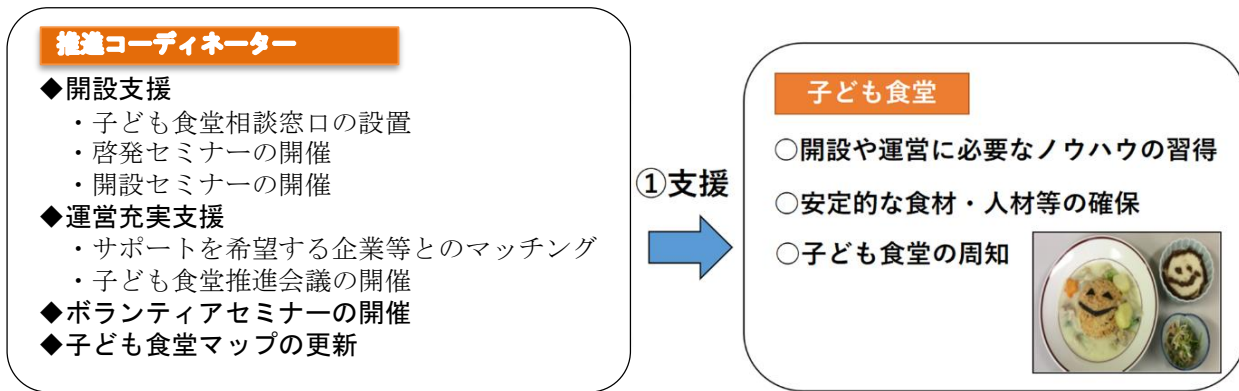 推進コーディネーター
◆開設支援
・子ども食堂相談窓口の設置
・啓発セミナーの開催
・開設セミナーの開催
◆運営充実支援
・サポートを希望する企業等とのマッチング
・子ども食堂推進会議の開催
◆ボランティアセミナーの開催
◆子ども食堂マップの更新
①支援
子ども食堂
○開設や運営に必要なノウハウの習得
○安定的な食材・人材等の確保
○子ども食堂の周知